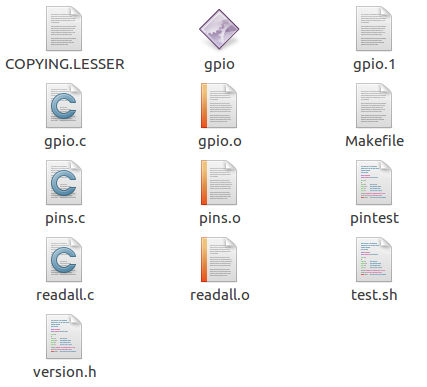 COPYING.LESSER
gpio
gpio.1
gpio.c
gpio.o
Makefile
pins.c
pins.o
pintest
readall.c
readall.o
test.sh
version.h